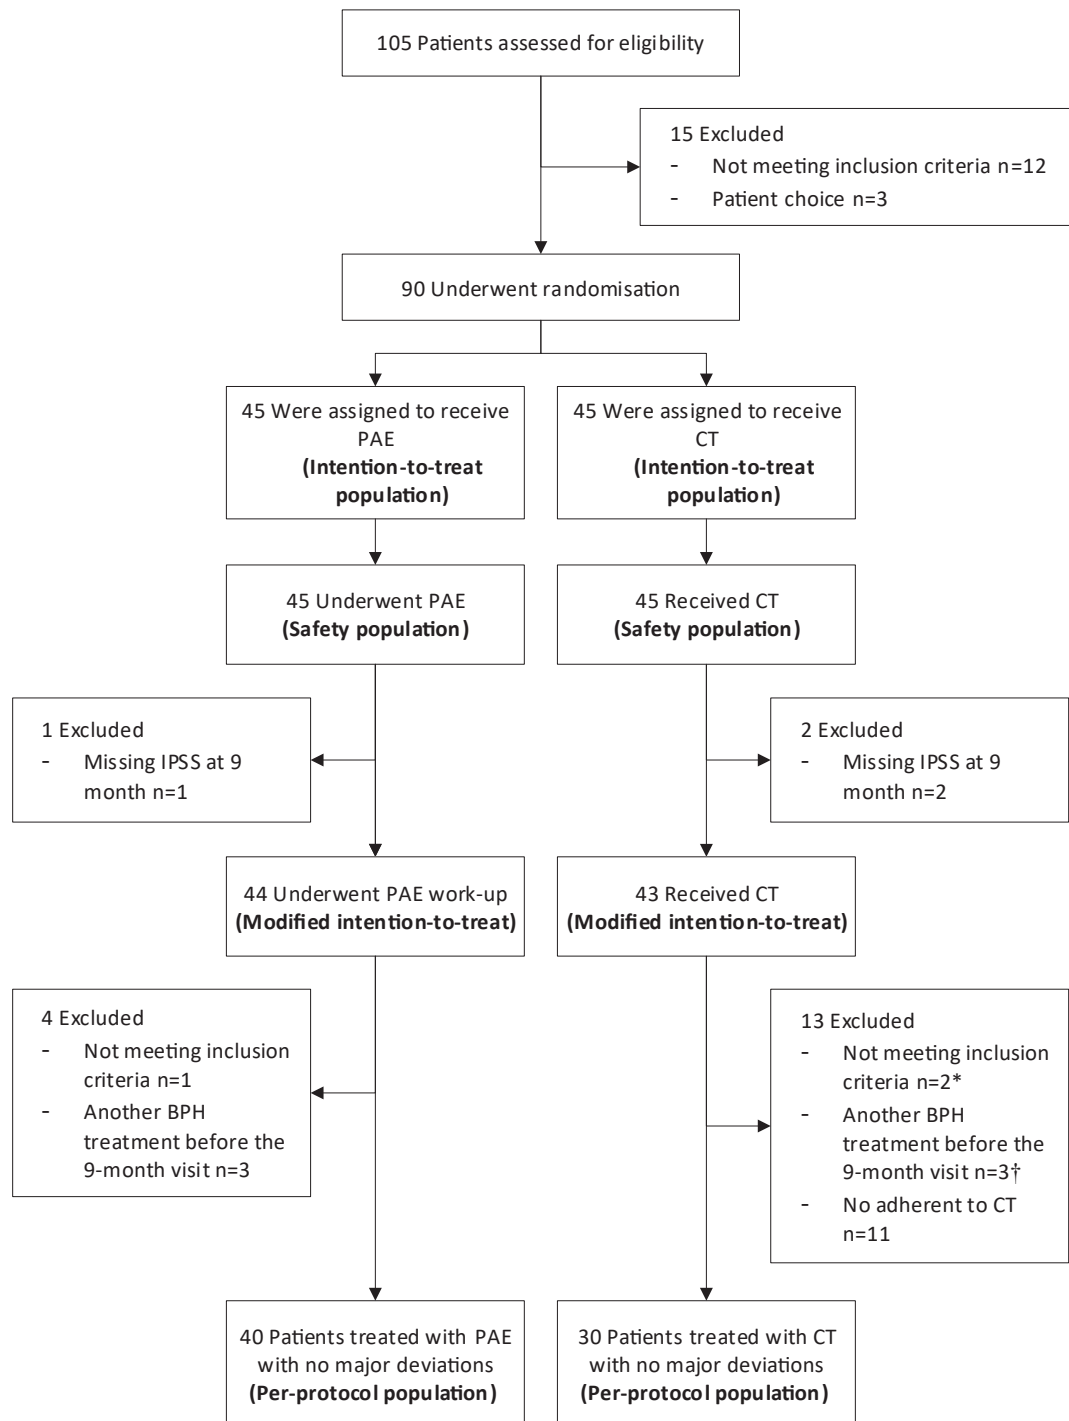 105 Patients assessed for eligibility
15 Excluded
- Not meeting inclusion criteria n=12
- Patient choice n=3
90 Underwent randomisation
45 Were assigned to receive
PAE
(Intention-to-treat
population)
45 Were assigned to receive
CT
(Intention-to-treat
population)
45 Underwent PAE
(Safety population)
45 Received CT
(Safety population)
1 Excluded
- Missing IPSS at 9
month n=1
2 Excluded
- Missing IPSS at 9
month n=2
44 Underwent PAE work-up
(Modified intention-to-treat)
43 Received CT
(Modified intention-to-treat)
4 Excluded
- Not meeting inclusion
criteria n=1
- Another BPH
treatment before the
9-month visit n=3
13 Excluded
- Not meeting inclusion
criteria n=2*
- Another BPH
treatment before the
9-month visit n=3†
- No adherent to CT
n=11
40 Patients treated with PAE
with no major deviations
(Per-protocol population)
30 Patients treated with CT
with no major deviations
(Per-protocol population)